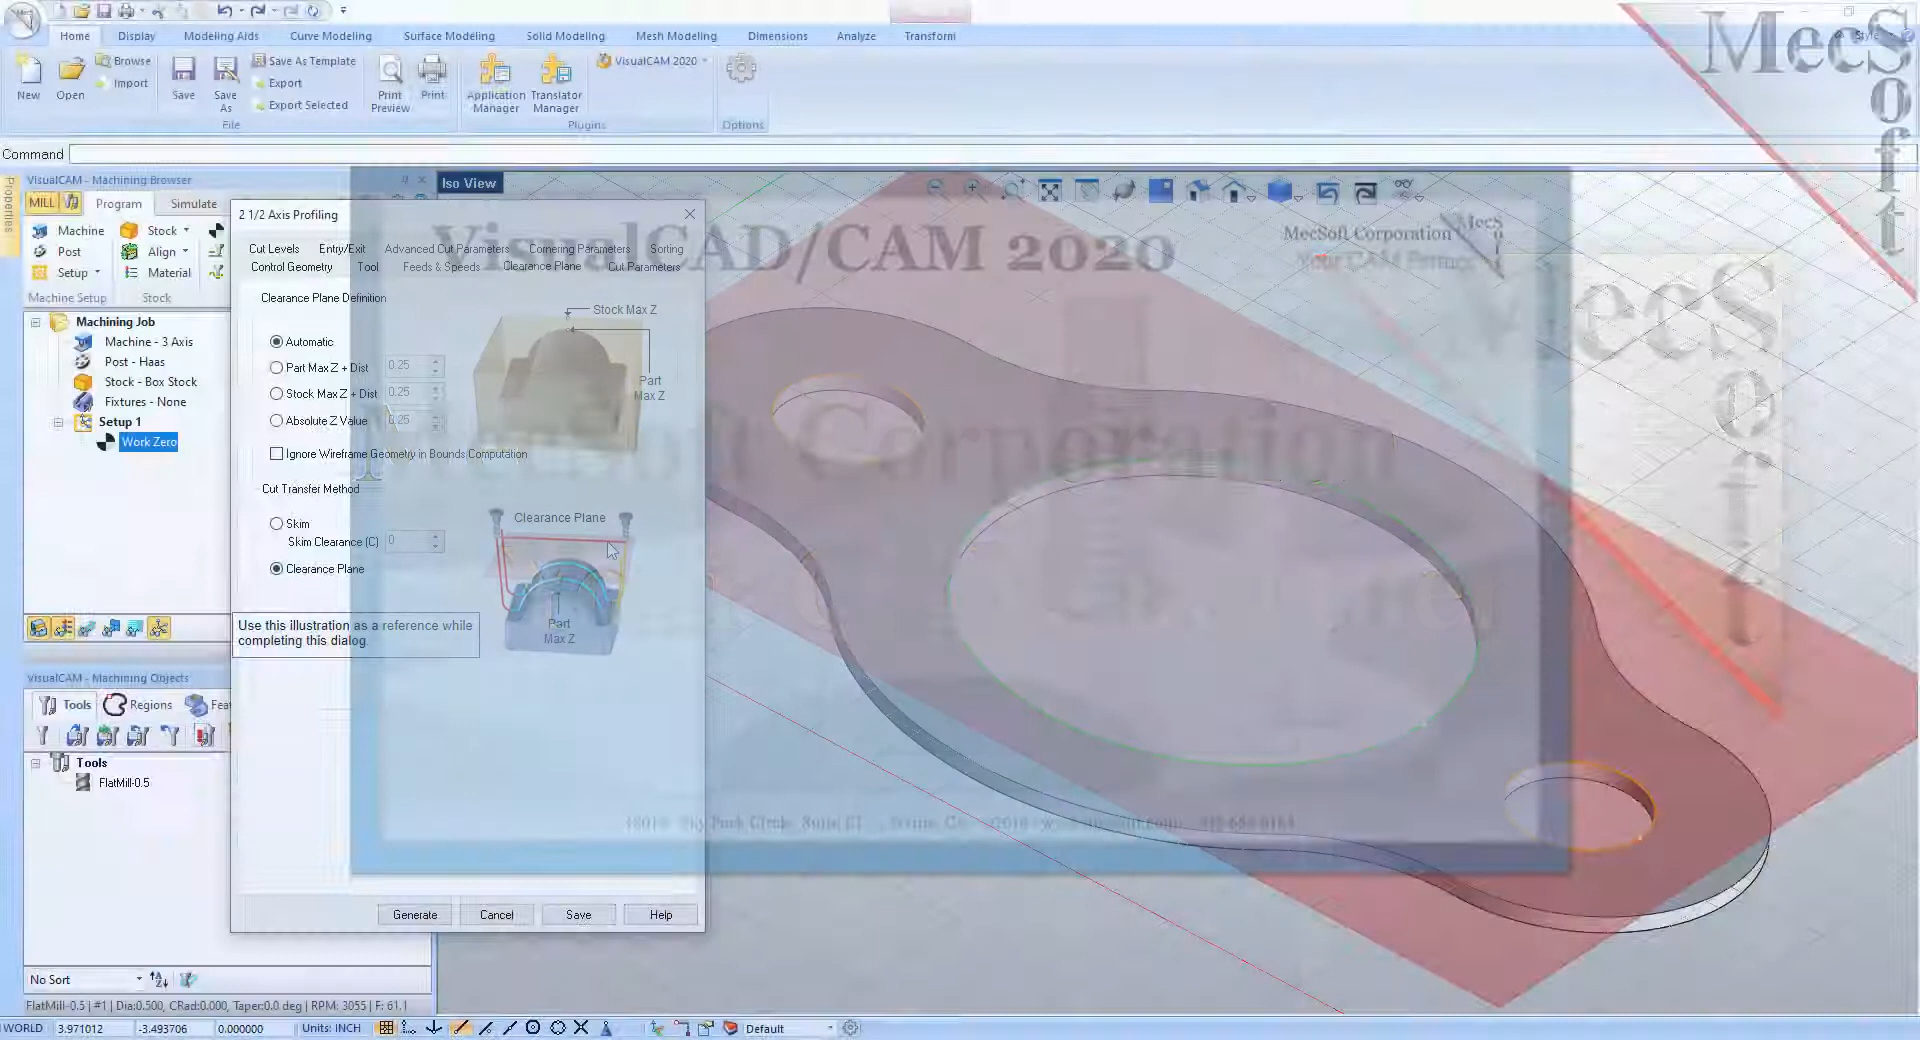 Home Display Modeling Aids Curve Modeling Surface Modeling Solid Modeling Mesh Modeling Dimensions Analyze Transform
Style
New
Open
Browse
Import
Save
Save As
Save As Template
Export
Export Selected
Print Preview
Print
Application Manager
Translator Manager
VisualCAM 2020
File
Plugins
Options
MecSoft
Command
Properties
VisualCAM - Machining Browser
MILL Program Simulate
Machine Stock
Post Align
Setup Material
Machine Setup Stock
Machining Job
Machine - 3 Axis
Post - Haas
Stock - Box Stock
Fixtures - None
Setup 1
Work Zero
VisualCAM - Machining Objects
Tools Regions Fea
Tools
FlatMill-0.5
No Sort
FlatMill-0.5 | #1 | Dia:0.500, CRad:0.000, Taper:0.0 deg | RPM: 3055 | F: 61.1
2 1/2 Axis Profiling
Cut Levels Entry/Exit Advanced Cut Parameters Cornering Parameters Sorting
Control Geometry Tool Feeds & Speeds Clearance Plane Cut Parameters
Clearance Plane Definition
Automatic
Part Max Z + Dist 0.25
Stock Max Z + Dist 0.25
Absolute Z Value 0.25
Ignore Wireframe Geometry in Bounds Computation
Stock Max Z
Part
Max Z
Cut Transfer Method
Skim
Skim Clearance (C) 0
Clearance Plane
Clearance Plane
Part
Max Z
Use this illustration as a reference while
completing this dialog.
Generate Cancel Save Help
Iso View
VisualCAD/CAM 2020
MecSoft Corporation
Your CAM Partner
MecSoft
MecSoft
Corporation
WORLD 3.971012 -3.493706 0.000000 Units: INCH Default